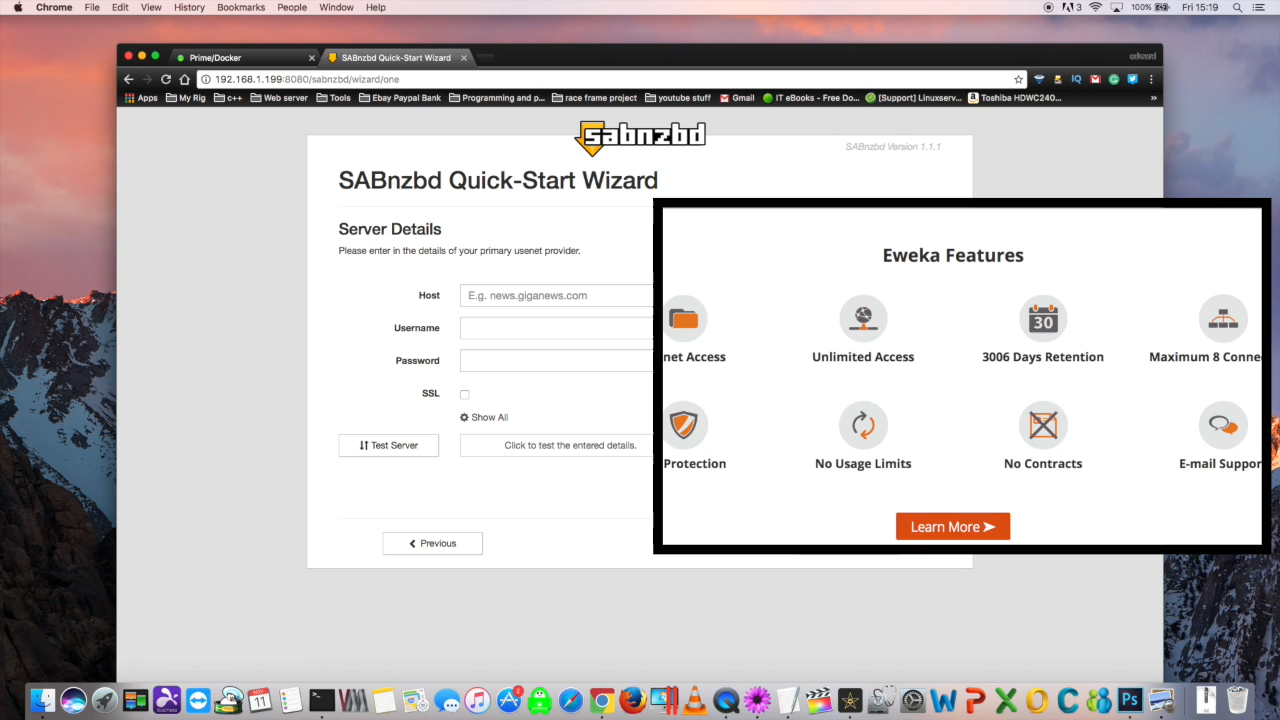 Chrome File Edit View History Bookmarks People Window Help 3 100% Fri 15:19
Prime/Docker SABnzbd Quick-Start Wizard
192.168.1.199:8080/sabnzbd/wizard/one
Apps My Rig c++ Web server Tools Ebay Paypal Bank Programming and p... race frame project youtube stuff Gmail IT eBooks - Free Do... [Support] Linuxserv... Toshiba HDWC240...
sabnzbd
SABnzbd Version 1.1.1
SABnzbd Quick-Start Wizard
Server Details
Please enter in the details of your primary usenet provider.
Host E.g. news.giganews.com
Username
Password
SSL
Show All
Test Server Click to test the entered details.
Previous
Eweka Features
30
net Access Unlimited Access 3006 Days Retention Maximum 8 Conne
Protection No Usage Limits No Contracts E-mail Suppor
Learn More
NOV
11
Ps